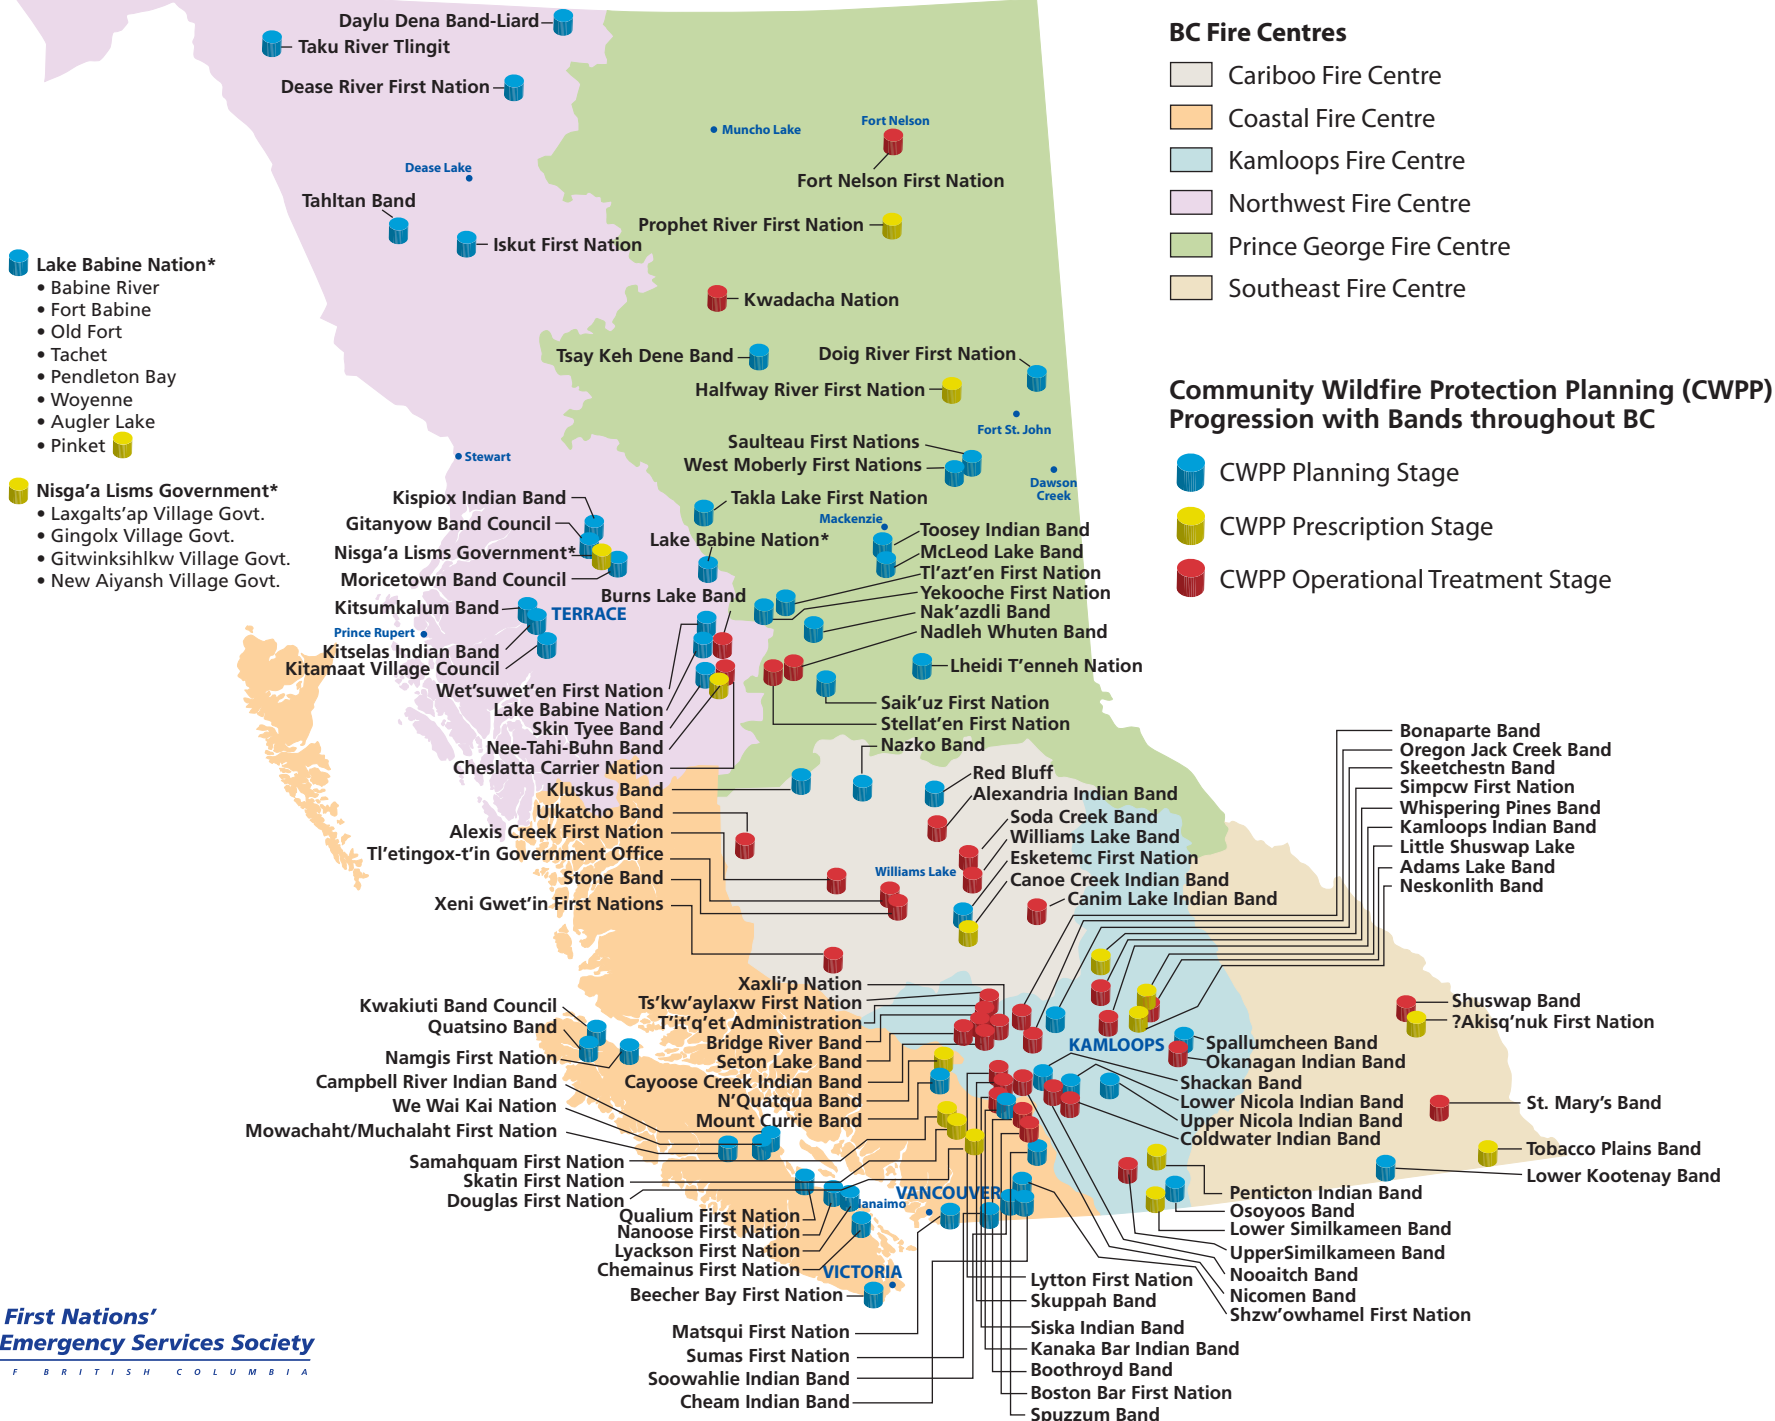 Daylu Dena Band-Liard
Taku River Tlingit
Dease River First Nation
Muncho Lake
Fort Nelson
Fort Nelson First Nation
Dease Lake
Tahltan Band
Iskut First Nation
Prophet River First Nation
Kwadacha Nation
Tsay Keh Dene Band
Doig River First Nation
Halfway River First Nation
Fort St. John
Saulteau First Nations
West Moberly First Nations
Dawson
Creek
Stewart
BC Fire Centres
Cariboo Fire Centre
Coastal Fire Centre
Kamloops Fire Centre
Northwest Fire Centre
Prince George Fire Centre
Southeast Fire Centre
Community Wildfire Protection Planning (CWPP)
Progression with Bands throughout BC
CWPP Planning Stage
CWPP Prescription Stage
CWPP Operational Treatment Stage
Lake Babine Nation*
• Babine River
• Fort Babine
• Old Fort
• Tachet
• Pendleton Bay
• Woyenne
• Augler Lake
• Pinket
Nisga'a Lisms Government*
• Laxgalts'ap Village Govt.
• Gingolx Village Govt.
• Gitwinksihlkw Village Govt.
• New Aiyansh Village Govt.
Kispiox Indian Band
Gitanyow Band Council
Nisga'a Lisms Government*
Moricetown Band Council
Kitsumkalum Band
TERRACE
Prince Rupert
Kitselas Indian Band
Kitamaat Village Council
Takla Lake First Nation
Mackenzie
Lake Babine Nation*
Burns Lake Band
Toosey Indian Band
McLeod Lake Band
Tl'azt'en First Nation
Yekooche First Nation
Nak'azdli Band
Nadleh Whuten Band
Lheidi T'enneh Nation
Saik'uz First Nation
Stellat'en First Nation
Nazko Band
Wet'suwet'en First Nation
Lake Babine Nation
Skin Tyee Band
Nee-Tahi-Buhn Band
Cheslatta Carrier Nation
Kluskus Band
Ulkatcho Band
Alexis Creek First Nation
Tl'etingox-t'in Government Office
Stone Band
Xeni Gwet'in First Nations
Red Bluff
Alexandria Indian Band
Soda Creek Band
Williams Lake Band
Williams Lake
Esketemc First Nation
Canoe Creek Indian Band
Canim Lake Indian Band
Bonaparte Band
Oregon Jack Creek Band
Skeetchestn Band
Simpcw First Nation
Whispering Pines Band
Kamloops Indian Band
Little Shuswap Lake
Adams Lake Band
Neskonlith Band
Xaxli'p Nation
Ts'kw'aylaxw First Nation
T'it'q'et Administration
Bridge River Band
Seton Lake Band
Cayoose Creek Indian Band
N'Quatqua Band
Mount Currie Band
Kwakiuti Band Council
Quatsino Band
Namgis First Nation
Campbell River Indian Band
We Wai Kai Nation
Mowachaht/Muchalaht First Nation
Samahquam First Nation
Skatin First Nation
Douglas First Nation
Qualium First Nation
Nanoose First Nation
Lyackson First Nation
Chemainus First Nation
Nanaimo
VANCOUVER
VICTORIA
Beecher Bay First Nation
KAMLOOPS
Spallumcheen Band
Okanagan Indian Band
Shackan Band
Lower Nicola Indian Band
Upper Nicola Indian Band
Coldwater Indian Band
Shuswap Band
?Akisq'nuk First Nation
St. Mary's Band
Tobacco Plains Band
Lower Kootenay Band
Penticton Indian Band
Osoyoos Band
Lower Similkameen Band
UpperSimilkameen Band
Nooaitch Band
Nicomen Band
Shzw'owhamel First Nation
Lytton First Nation
Skuppah Band
Siska Indian Band
Kanaka Bar Indian Band
Boothroyd Band
Boston Bar First Nation
Spuzzum Band
Matsqui First Nation
Sumas First Nation
Soowahlie Indian Band
Cheam Indian Band
First Nations'
Emergency Services Society
F BRITISH COLUMBIA